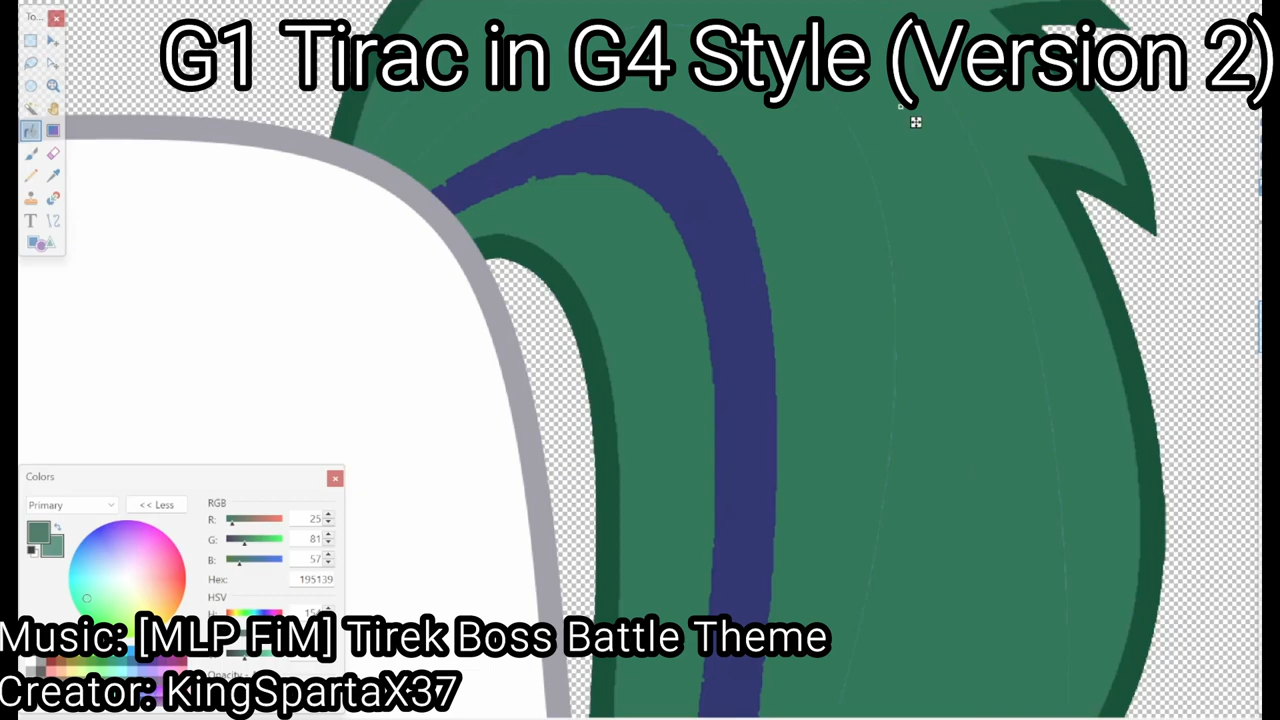 To...
G1 Tirac in G4 Style (Version 2)
T
Colors
Primary
<< Less
RGB
R: 25
G: 81
B: 57
Hex: 195139
HSV
H:
Music: [MLP FiM] Tirek Boss Battle Theme
Creator: KingSpartaX37